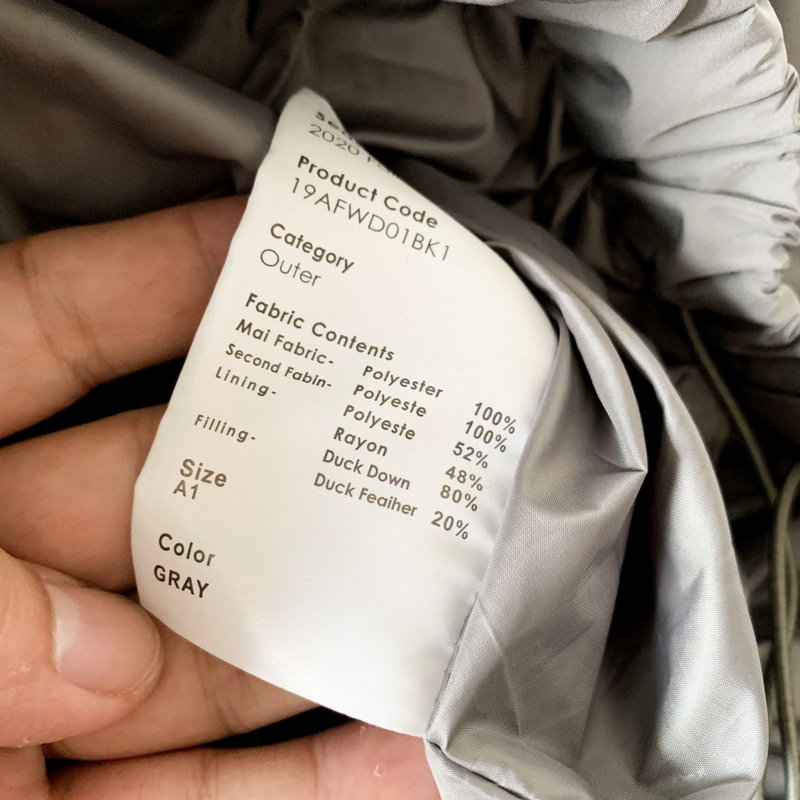 2020
Product Code
19AFWD01BK1
Category
Outer
Fabric Contents
Mai Fabric- Polyester 100%
Second Fabin- Polyeste 100%
Lining- Polyeste 52%
Rayon 48%
Filling- Duck Down 80%
Duck Feaiher 20%
Size
A1
Color
GRAY